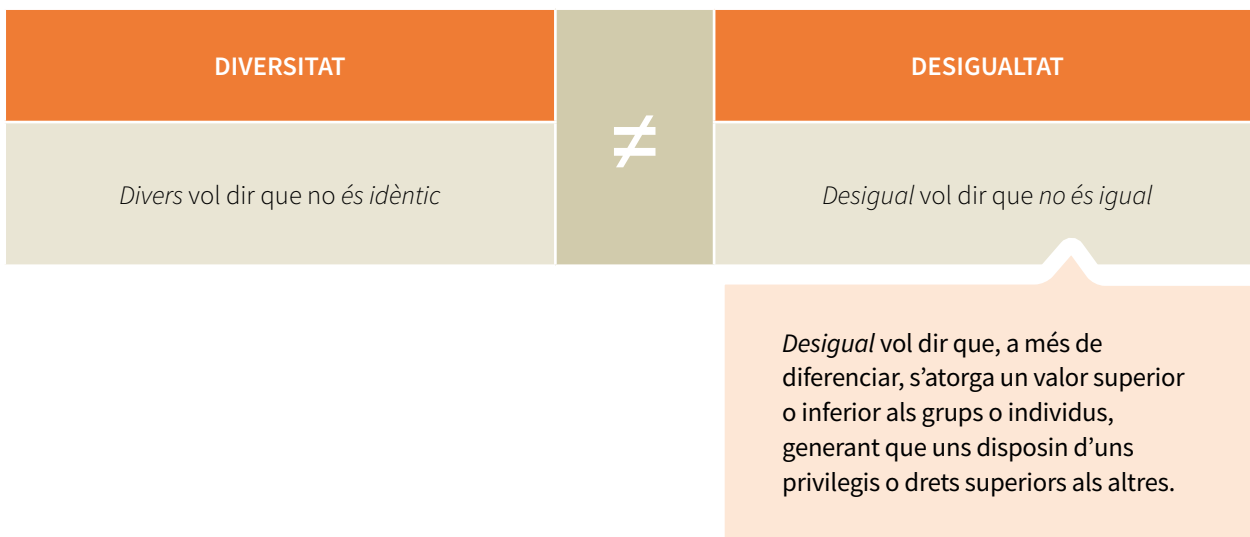 DIVERSITAT
≠
DESIGUALTAT
Divers vol dir que no és idèntic
Desigual vol dir que no és igual
Desigual vol dir que, a més de
diferenciar, s’atorga un valor superior
o inferior als grups o individus,
generant que uns disposin d’uns
privilegis o drets superiors als altres.